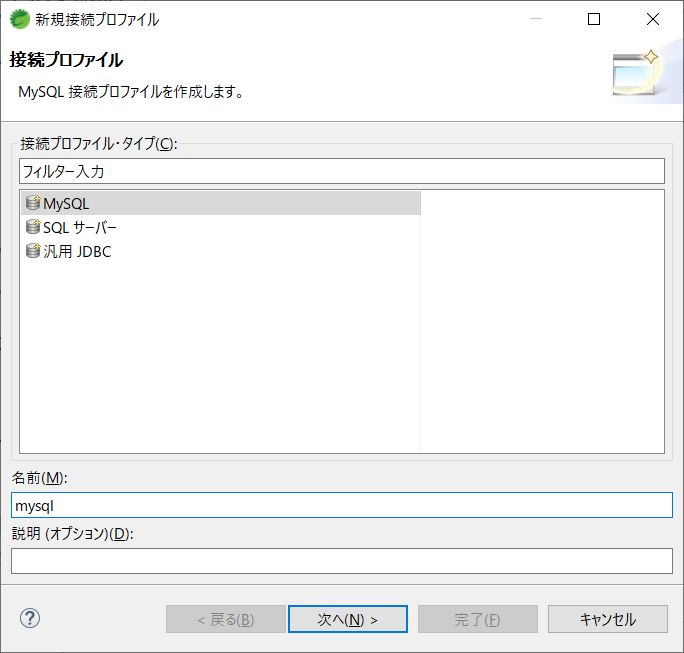 新規接続プロファイル
接続プロファイル
MySQL 接続プロファイルを作成します。
接続プロファイル・タイプ(C):
フィルター入力
MySQL
SQL サーバー
汎用 JDBC
名前(M):
mysql
説明 (オプション)(D):
?
< 戻る(B)
次へ(N) >
完了(F)
キャンセル